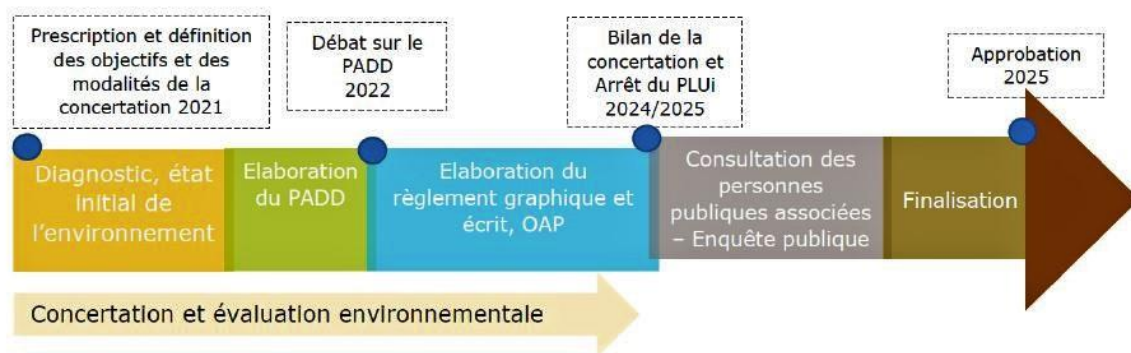 Prescription et définition
des objectifs et des
modalités de la
concertation 2021
Débat sur le
PADD
2022
Bilan de la
concertation et
Arrêt du PLUi
2024/2025
Approbation
2025
Diagnostic, état
initial de
l'environnement
Elaboration
du PADD
Elaboration du
règlement graphique et
écrit, OAP
Consultation des
personnes
publiques associées
– Enquête publique
Finalisation
Concertation et évaluation environnementale